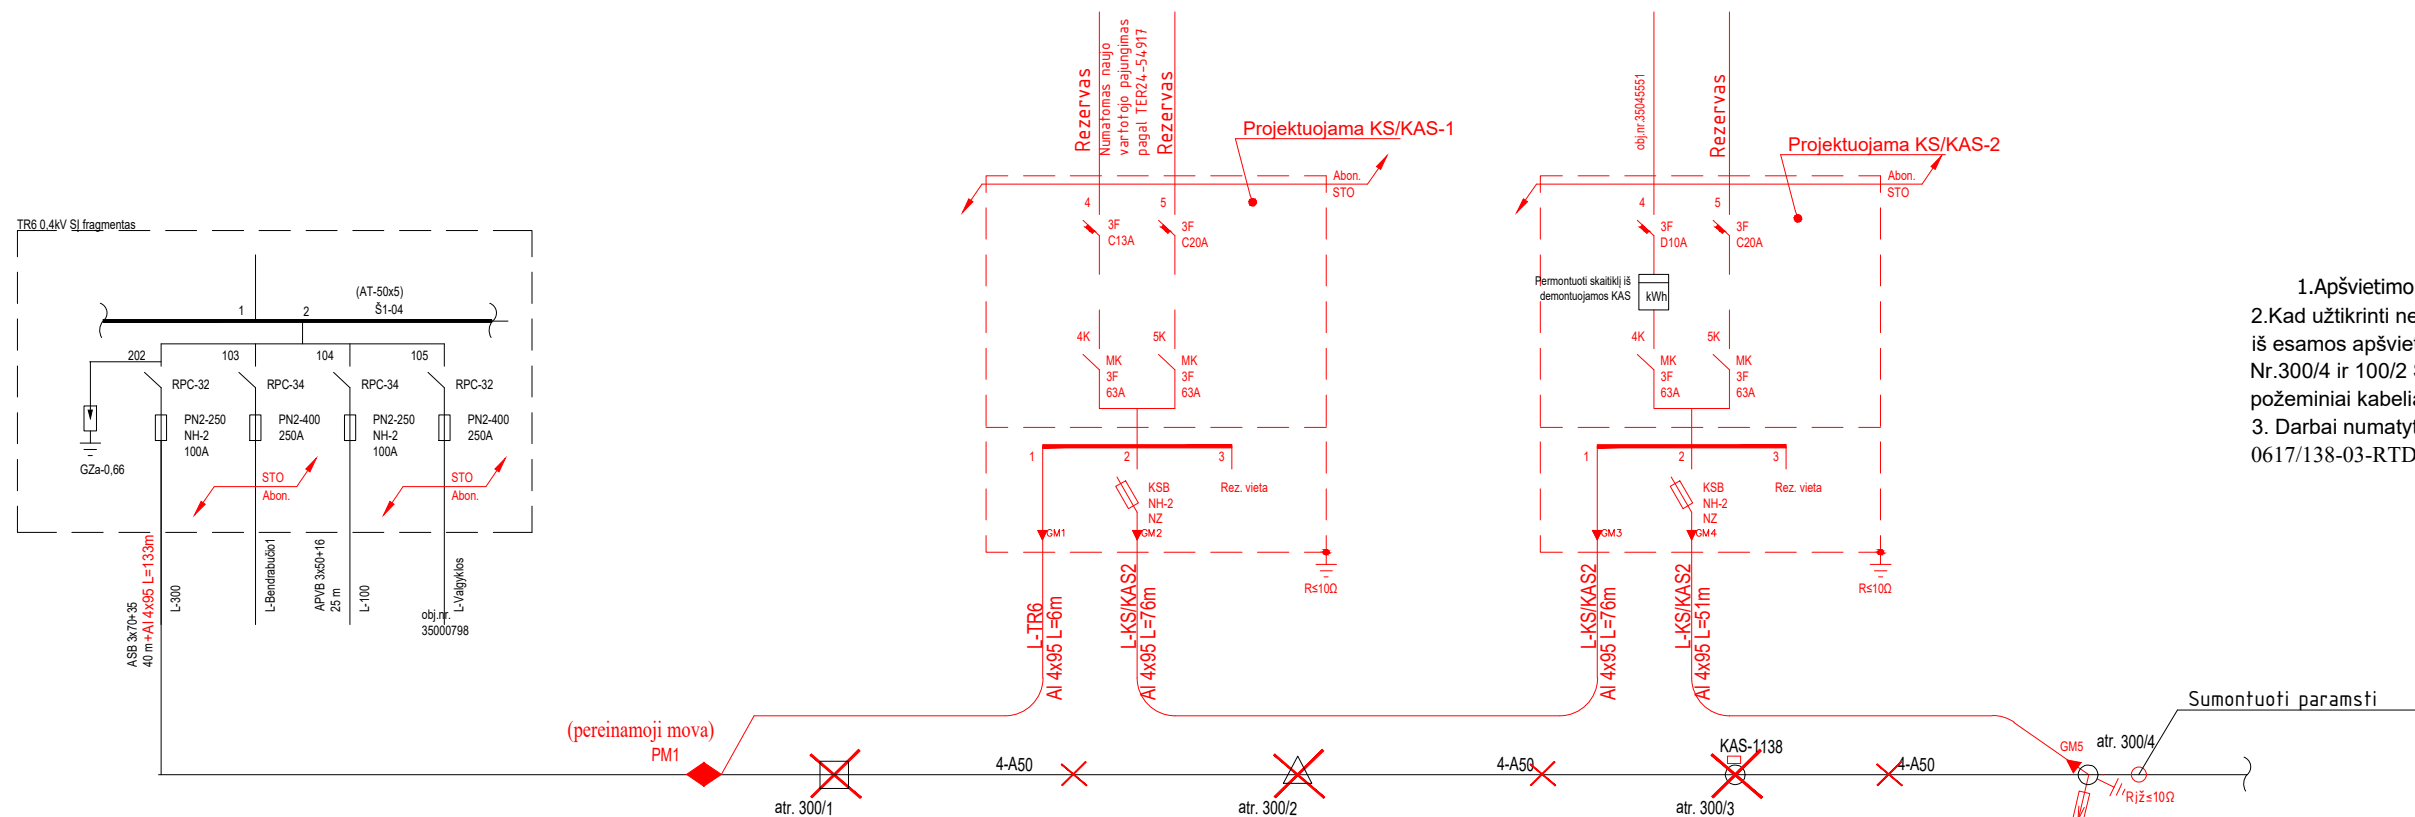 TR6 0,4kV SĮ fragmentas
(AT-50x5)
1
2
Š1-04
202
103
104
105
RPC-32
RPC-34
RPC-34
RPC-32
PN2-250
NH-2
100A
PN2-400
250A
PN2-250
NH-2
100A
PN2-400
250A
GZa-0,66
STO
Abon.
STO
Abon.
ASB 3x70+35
40 m+Al 4x95 L=133m
L-300
L-Bendrabučio1
APVB 3x50+16
25 m
L-100
L-Valgyklos
obj.nr.
35000798
Rezervas
Numatomas naujo
vartotojo pajungimas
pagal TER24-54917
Rezervas
Projektuojama KS/KAS-1
Abon.
STO
4
5
3F
C13A
3F
C20A
4K
5K
MK
3F
63A
MK
3F
63A
1
2
3
KSB
NH-2
NZ
Rez. vieta
GM1
GM2
R≤10Ω
L-TR6
Al 4x95 L=6m
L-KS/KAS2
Al 4x95 L=76m
obj.nr.35045551
Rezervas
Projektuojama KS/KAS-2
Abon.
STO
4
5
3F
D10A
3F
C20A
Permontuoti skaitiklį iš
demontuojamos KAS
kWh
4K
5K
MK
3F
63A
MK
3F
63A
1
2
3
KSB
NH-2
NZ
Rez. vieta
GM3
GM4
R≤10Ω
L-KS/KAS2
Al 4x95 L=76m
L-KS/KAS2
Al 4x95 L=51m
1.Apšvietimo
2.Kad užtikrinti ne
iš esamos apšviet
Nr.300/4 ir 100/2
požeminiai kabelia
3. Darbai numatyt
0617/138-03-RTD
Sumontuoti paramsti
(pereinamoji mova)
PM1
atr. 300/1
4-A50
atr. 300/2
4-A50
KAS-1138
atr. 300/3
4-A50
GM5
atr. 300/4
Rįž≤10Ω